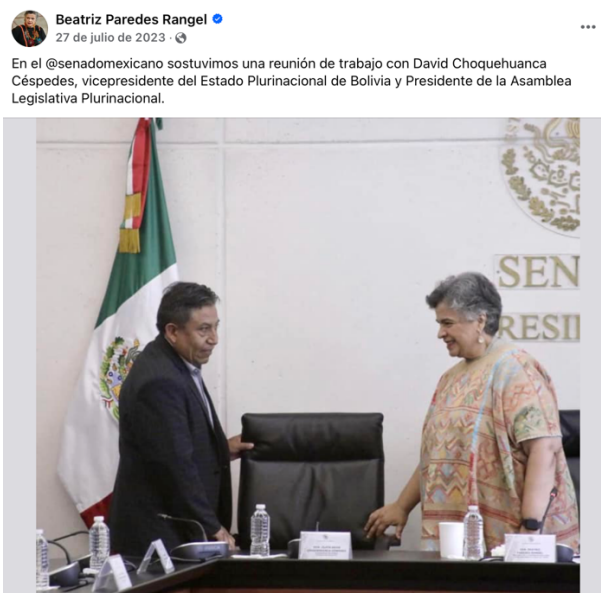 Beatriz Paredes Rangel
27 de julio de 2023 ·
En el @senadomexicano sostuvimos una reunión de trabajo con David Choquehuanca
Céspedes, vicepresidente del Estado Plurinacional de Bolivia y Presidente de la Asamblea
Legislativa Plurinacional.
SEN
RESI